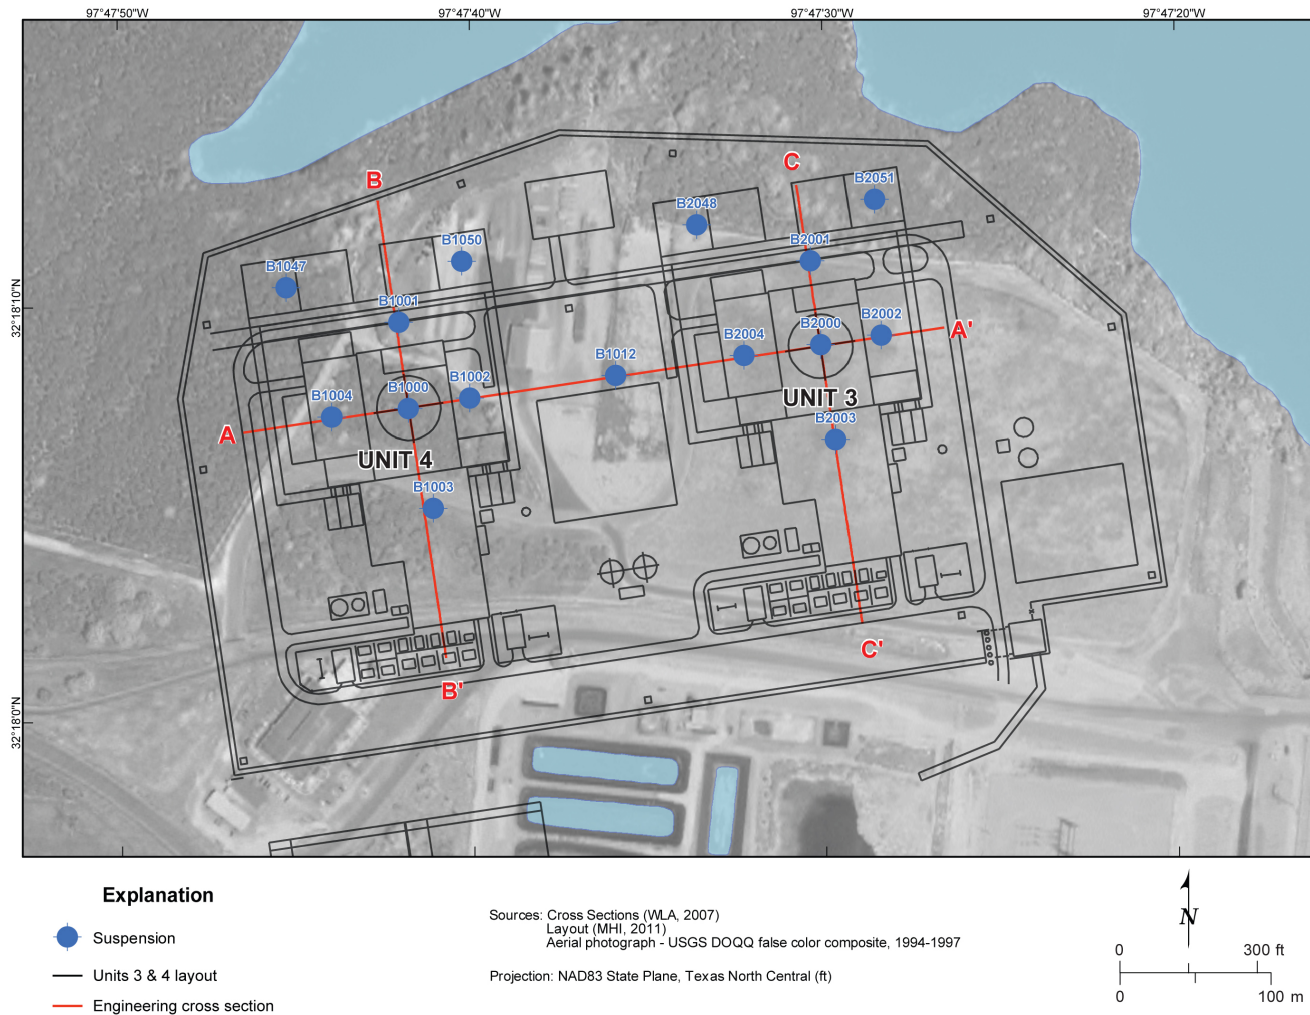 97°47'50"W
97°47'40"W
97°47'30"W
97°47'20"W
C
B
B2051
B2048
B1050
B2001
B1047
B1001
32°18'10"N
B2002
B2000
A'
B2004
B1012
B1002
B1000
B1004
UNIT 3
B2003
A
UNIT 4
B1003
C'
B'
32°18'0"N
Explanation
Suspension
Units 3 & 4 layout
Engineering cross section
Sources: Cross Sections (WLA, 2007)
Layout (MHI, 2011)
Aerial photograph - USGS DOQQ false color composite, 1994-1997
Projection: NAD83 State Plane, Texas North Central (ft)
N
0 300 ft
0 100 m